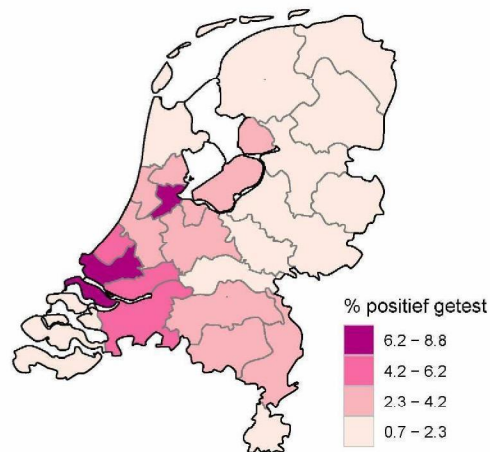 % positief getest
6.2 – 8.8
4.2 – 6.2
2.3 – 4.2
0.7 – 2.3